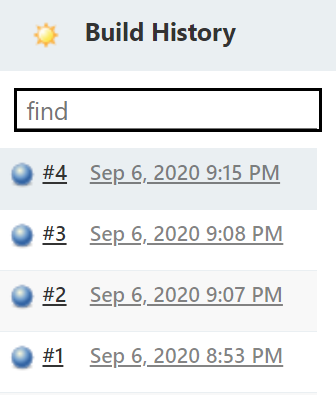 Build History
find
#4 Sep 6, 2020 9:15 PM
#3 Sep 6, 2020 9:08 PM
#2 Sep 6, 2020 9:07 PM
#1 Sep 6, 2020 8:53 PM